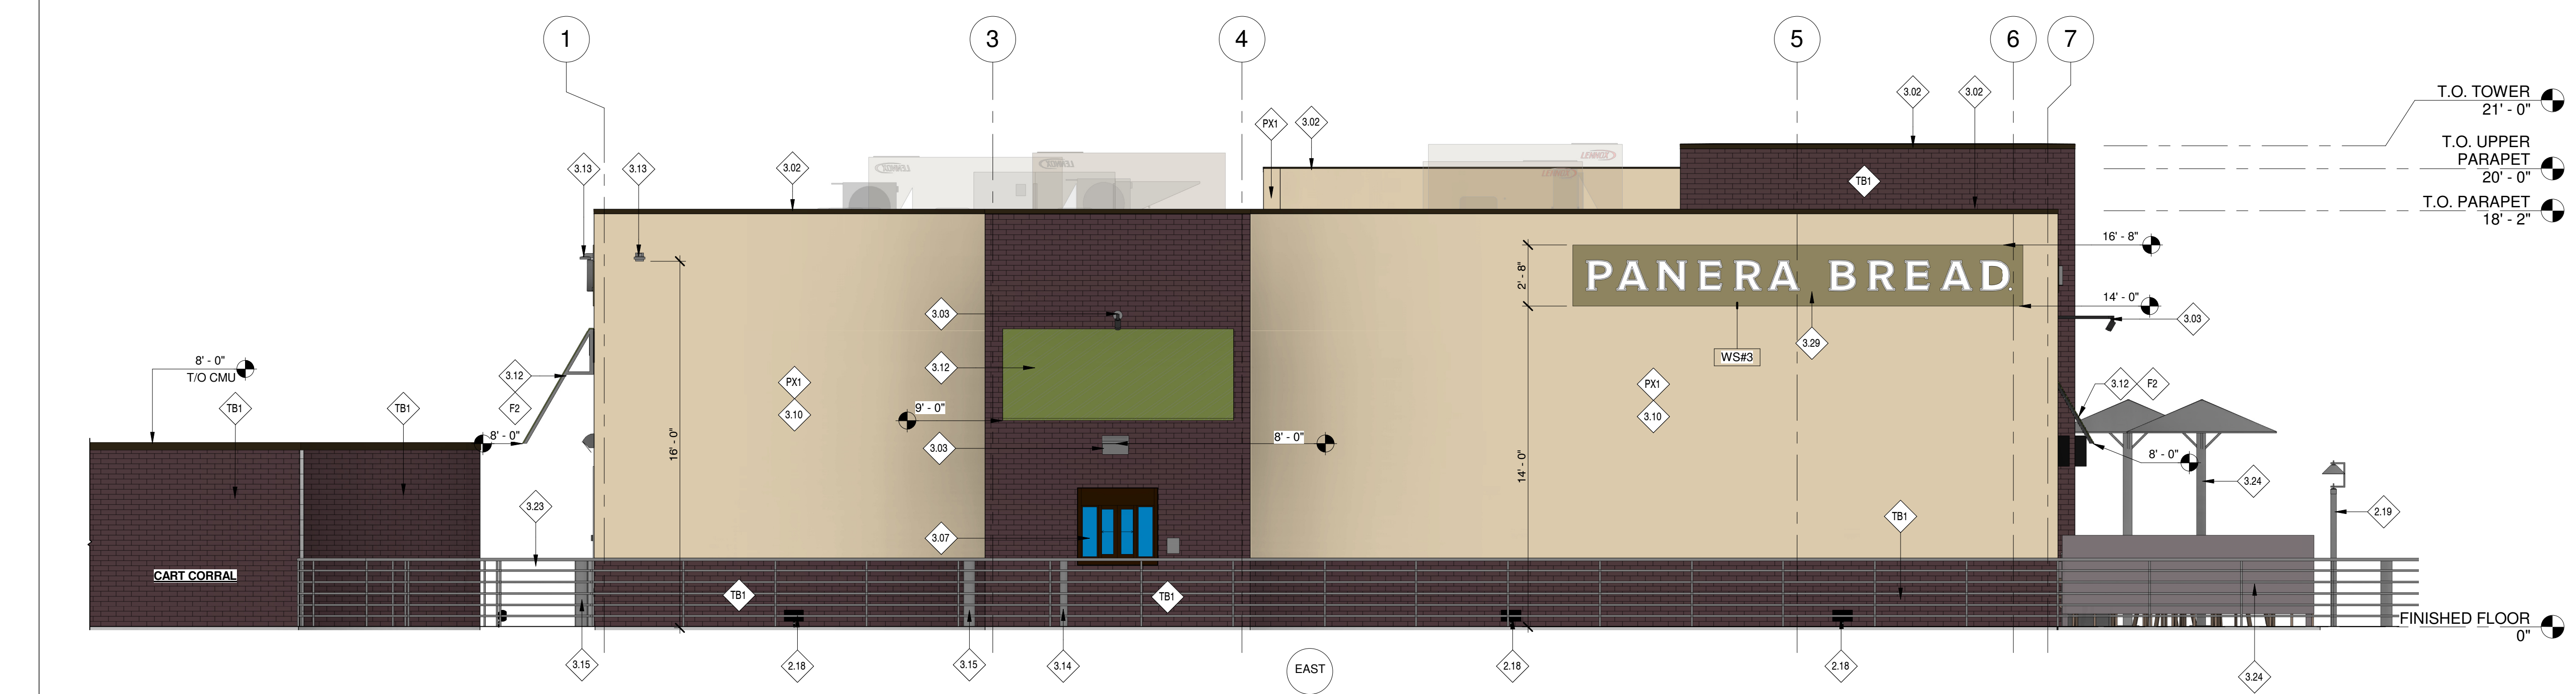 1
3
4
5
6
7
T.O. TOWER
21' - 0"
T.O. UPPER
PARAPET
20' - 0"
T.O. PARAPET
18' - 2"
3.02
3.02
PX1
3.02
3.13
3.13
3.02
LENNOX
LENNOX
LENNOX
LENNOX
TB1
16' - 8"
2' - 8"
PANERA BREAD.
14' - 0"
3.03
3.03
3.29
WS#3
8' - 0"
T/O CMU
3.12
F2
3.12
PX1
3.10
PX1
3.10
3.12
F2
TB1
TB1
9' - 0"
8' - 0"
16' - 0"
3.03
8' - 0"
14' - 0"
8' - 0"
3.24
3.23
3.07
TB1
2.19
CART CORRAL
TB1
TB1
FINISHED FLOOR
0"
3.15
2.18
3.15
3.14
EAST
2.18
2.18
3.24